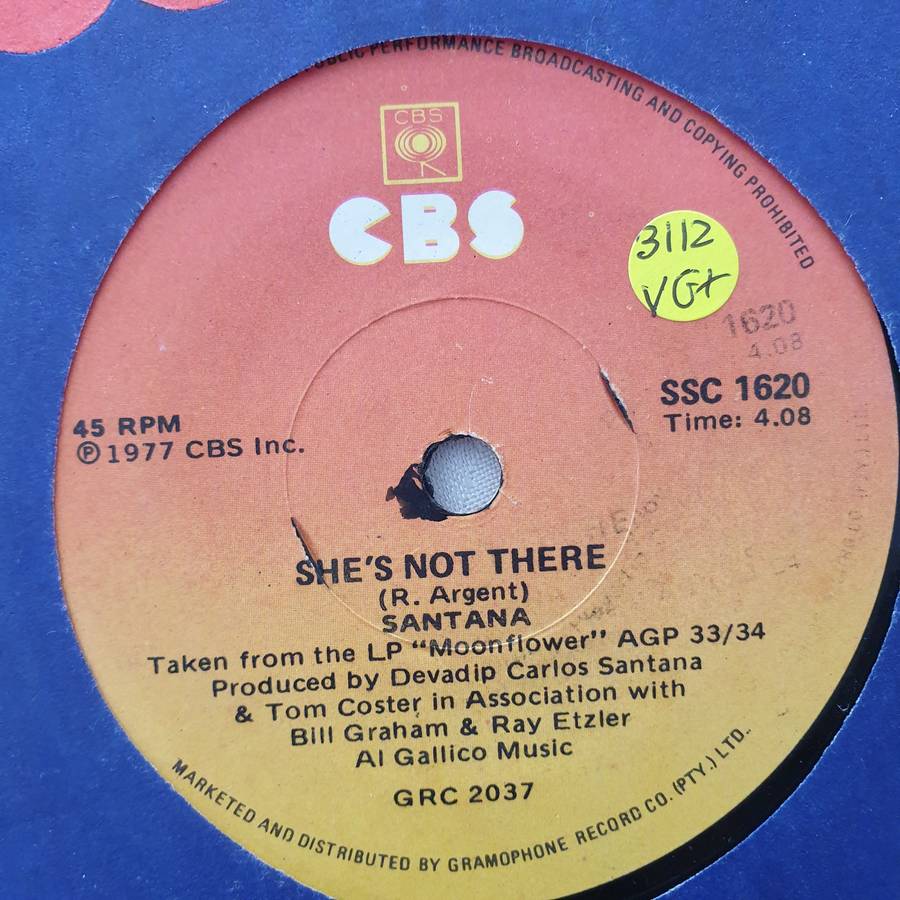 PUBLIC PERFORMANCE BROADCASTING AND COPYING PROHIBITED
CBS
CBS
3112
VG+
1620
4.08
SSC 1620
Time: 4.08
45 RPM
Ⓟ1977 CBS Inc.
SHE'S NOT THERE
(R. Argent)
SANTANA
Taken from the LP "Moonflower" AGP 33/34
Produced by Devadip Carlos Santana
& Tom Coster in Association with
Bill Graham & Ray Etzler
Al Gallico Music
GRC 2037
MARKETED AND DISTRIBUTED BY GRAMOPHONE RECORD CO. (PTY.) LTD.